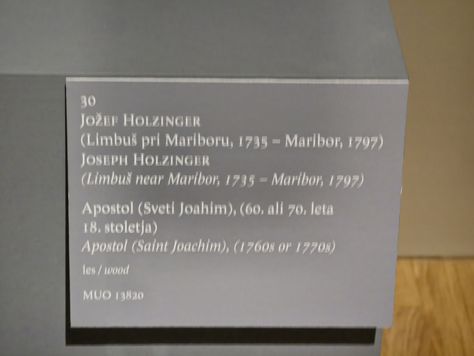 30
Jožef Holzinger
(Limbuš pri Mariboru, 1735 – Maribor, 1797)
Joseph Holzinger
(Limbuš near Maribor, 1735 – Maribor, 1797)
Apostol (Sveti Joahim), (60. ali 70. leta
18. stoletja)
Apostol (Saint Joachim), (1760s or 1770s)
les / wood
MUO 13820